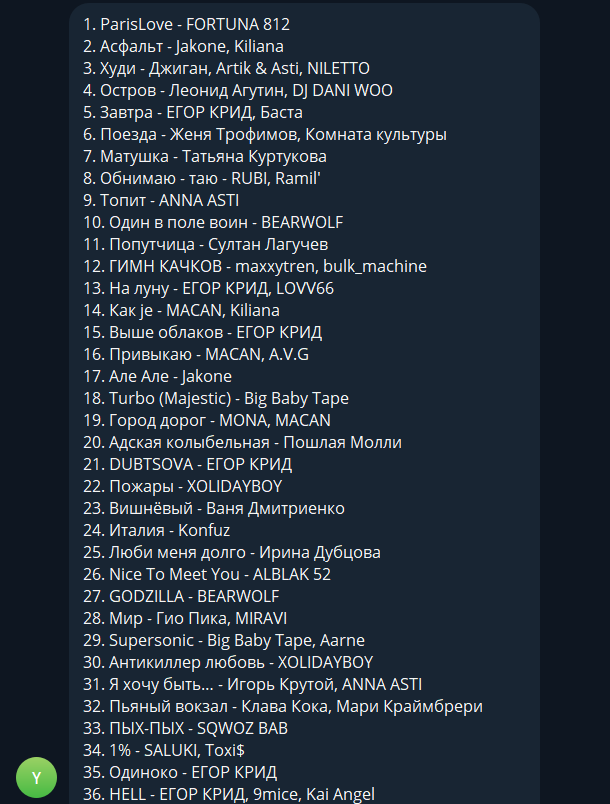 1. ParisLove - FORTUNA 812
2. Асфальт - Jakone, Kiliana
3. Худи - Джиган, Artik & Asti, NILETTO
4. Остров - Леонид Агутин, DJ DANI WOO
5. Завтра - ЕГОР КРИД, Баста
6. Поезда - Женя Трофимов, Комната культуры
7. Матушка - Татьяна Куртукова
8. Обнимаю - таю - RUBI, Ramil'
9. Топит - ANNA ASTI
10. Один в поле воин - BEARWOLF
11. Попутчица - Султан Лагучев
12. ГИМН КАЧКОВ - maxxytren, bulk_machine
13. На луну - ЕГОР КРИД, LOVV66
14. Как је - MACAN, Kiliana
15. Выше облаков - ЕГОР КРИД
16. Привыкаю - MACAN, A.V.G
17. Але Але - Jakone
18. Turbo (Majestic) - Big Baby Tape
19. Город дорог - MONA, MACAN
20. Адская колыбельная - Пошлая Молли
21. DUBTSOVA - ЕГОР КРИД
22. Пожары - XOLIDAYBOY
23. Вишнёвый - Ваня Дмитриенко
24. Италия - Konfuz
25. Люби меня долго - Ирина Дубцова
26. Nice To Meet You - ALBLAK 52
27. GODZILLA - BEARWOLF
28. Мир - Гио Пика, MIRAVI
29. Supersonic - Big Baby Tape, Aarne
30. Антикиллер любовь - XOLIDAYBOY
31. Я хочу быть... - Игорь Крутой, ANNA ASTI
32. Пьяный вокзал - Клава Кока, Мари Краймбрери
33. ПЫХ-ПЫХ - SQWOZ BAB
34. 1% - SALUKI, Toxi$
35. Одиноко - ЕГОР КРИД
36. HELL - ЕГОР КРИД, 9mice, Kai Angel
Y